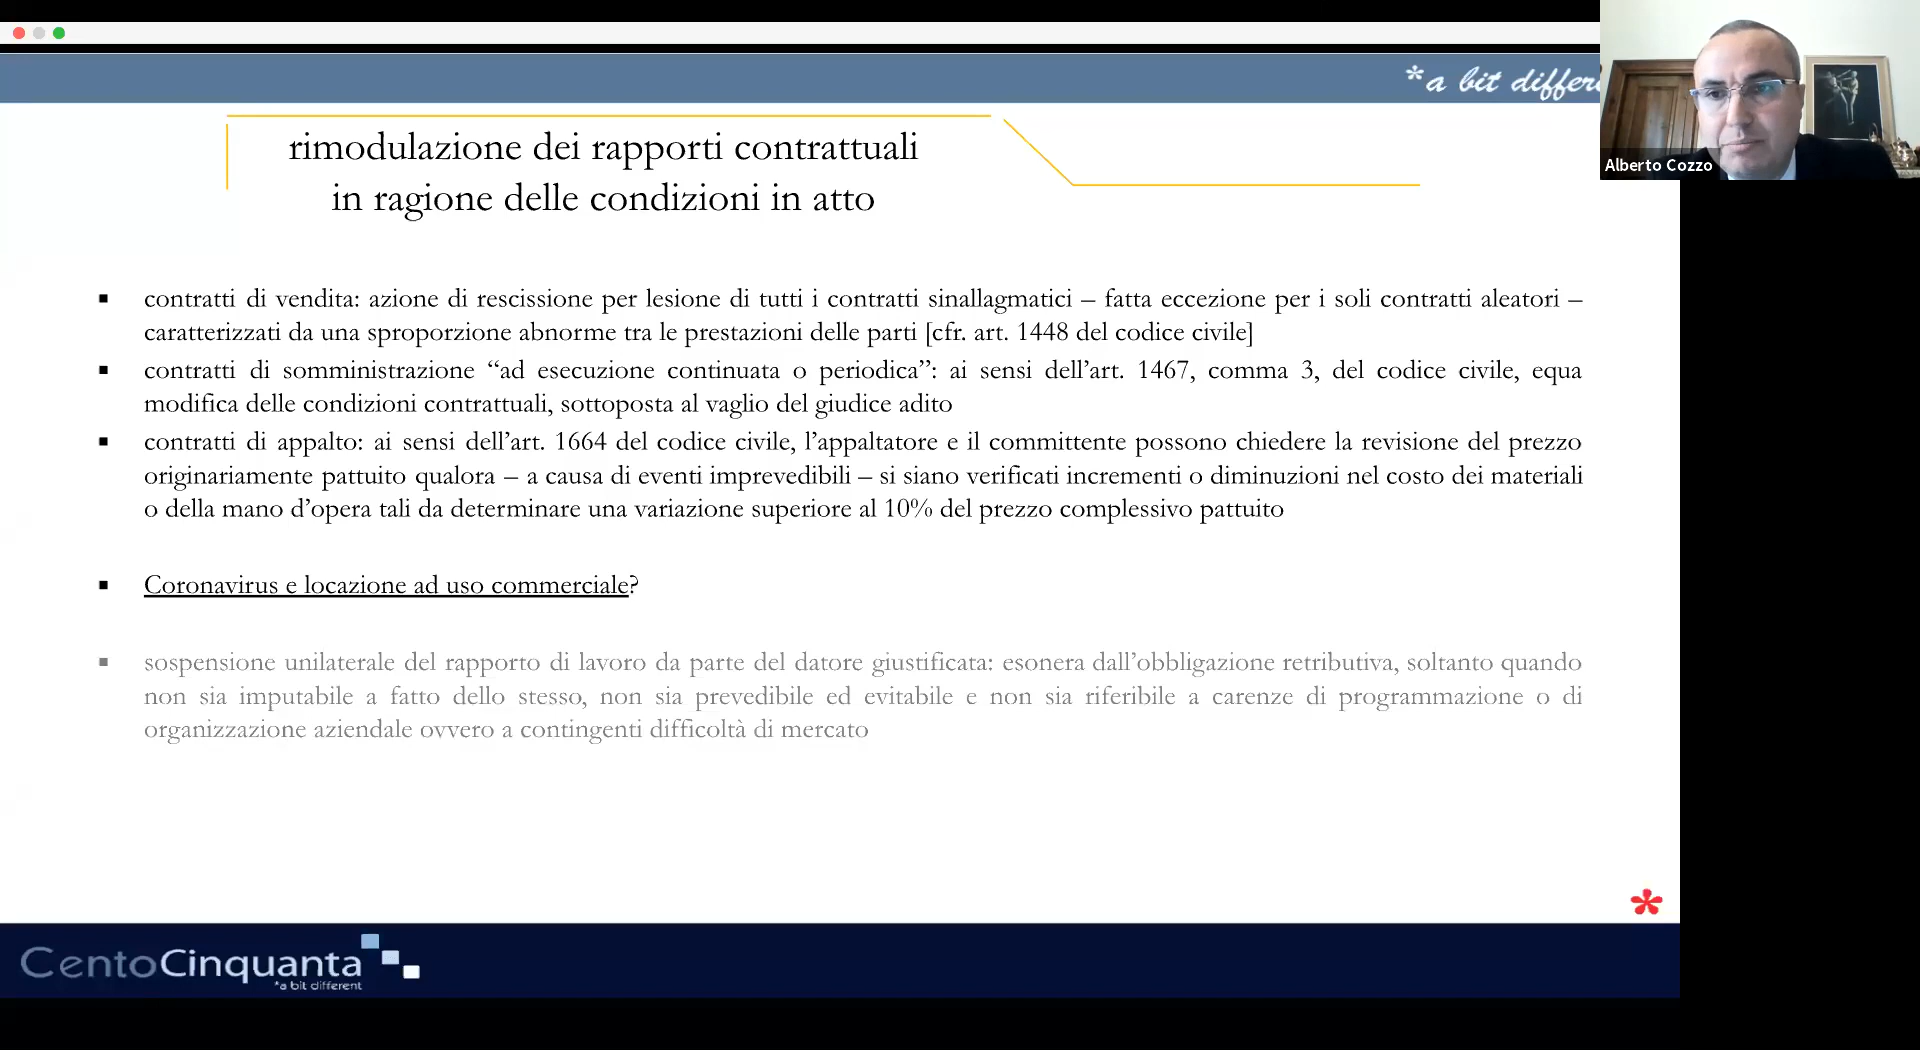 *a bit differ
Alberto Cozzo
rimodulazione dei rapporti contrattuali
in ragione delle condizioni in atto
▪ contratti di vendita: azione di rescissione per lesione di tutti i contratti sinallagmatici – fatta eccezione per i soli contratti aleatori –
caratterizzati da una sproporzione abnorme tra le prestazioni delle parti [cfr. art. 1448 del codice civile]
▪ contratti di somministrazione “ad esecuzione continuata o periodica”: ai sensi dell’art. 1467, comma 3, del codice civile, equa
modifica delle condizioni contrattuali, sottoposta al vaglio del giudice adito
▪ contratti di appalto: ai sensi dell’art. 1664 del codice civile, l’appaltatore e il committente possono chiedere la revisione del prezzo
originariamente pattuito qualora – a causa di eventi imprevedibili – si siano verificati incrementi o diminuzioni nel costo dei materiali
o della mano d’opera tali da determinare una variazione superiore al 10% del prezzo complessivo pattuito
▪ Coronavirus e locazione ad uso commerciale?
▪ sospensione unilaterale del rapporto di lavoro da parte del datore giustificata: esonera dall’obbligazione retributiva, soltanto quando
non sia imputabile a fatto dello stesso, non sia prevedibile ed evitabile e non sia riferibile a carenze di programmazione o di
organizzazione aziendale ovvero a contingenti difficoltà di mercato
*
CentoCinquanta
*a bit different